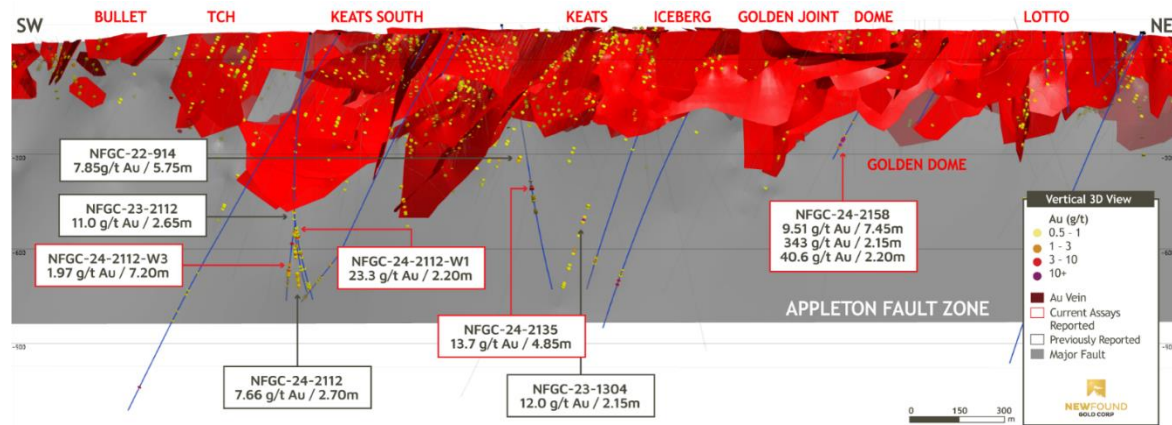 BULLET TCH KEATS SOUTH KEATS ICEBERG GOLDEN JOINT DOME LOTTO
SW NE
NFGC-22-914
7.85g/t Au / 5.75m
NFGC-23-2112
11.0 g/t Au / 2.65m
NFGC-24-2112-W3
1.97 g/t Au / 7.20m
NFGC-24-2112-W1
23.3 g/t Au / 2.20m
NFGC-24-2112
7.66 g/t Au / 2.70m
NFGC-24-2135
13.7 g/t Au / 4.85m
NFGC-23-1304
12.0 g/t Au / 2.15m
GOLDEN DOME
NFGC-24-2158
9.51 g/t Au / 7.45m
343 g/t Au / 2.15m
40.6 g/t Au / 2.20m
APPLETON FAULT ZONE
Vertical 3D View
Au (g/t)
0.5 - 1
1 - 3
3 - 10
10+
Au Vein
Current Assays
Reported
Previously Reported
Major Fault
NEWFOUND
GOLD CORP
0 150 300
m